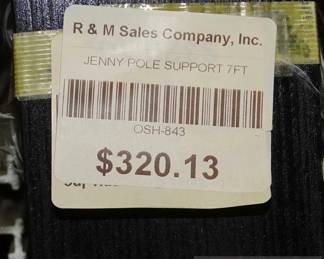 R & M Sales Company, Inc.
JENNY POLE SUPPORT 7FT
OSH-843
$320.13